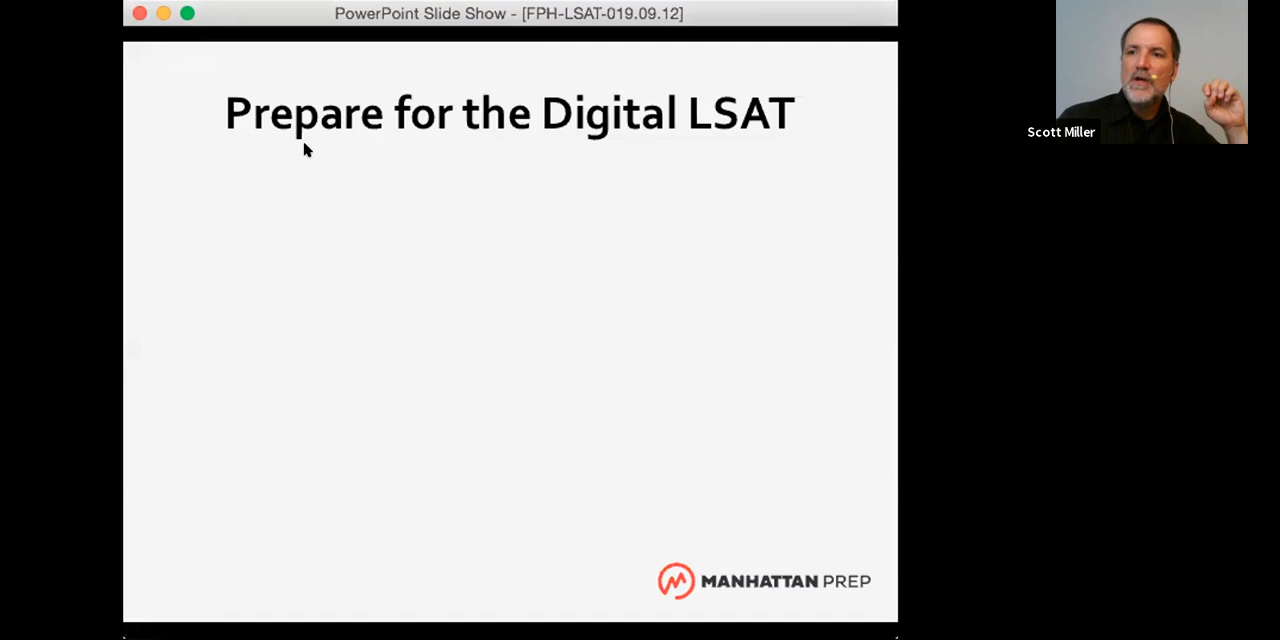 PowerPoint Slide Show - [FPH-LSAT-019.09.12]
Prepare for the Digital LSAT
Scott Miller
MANHATTAN PREP